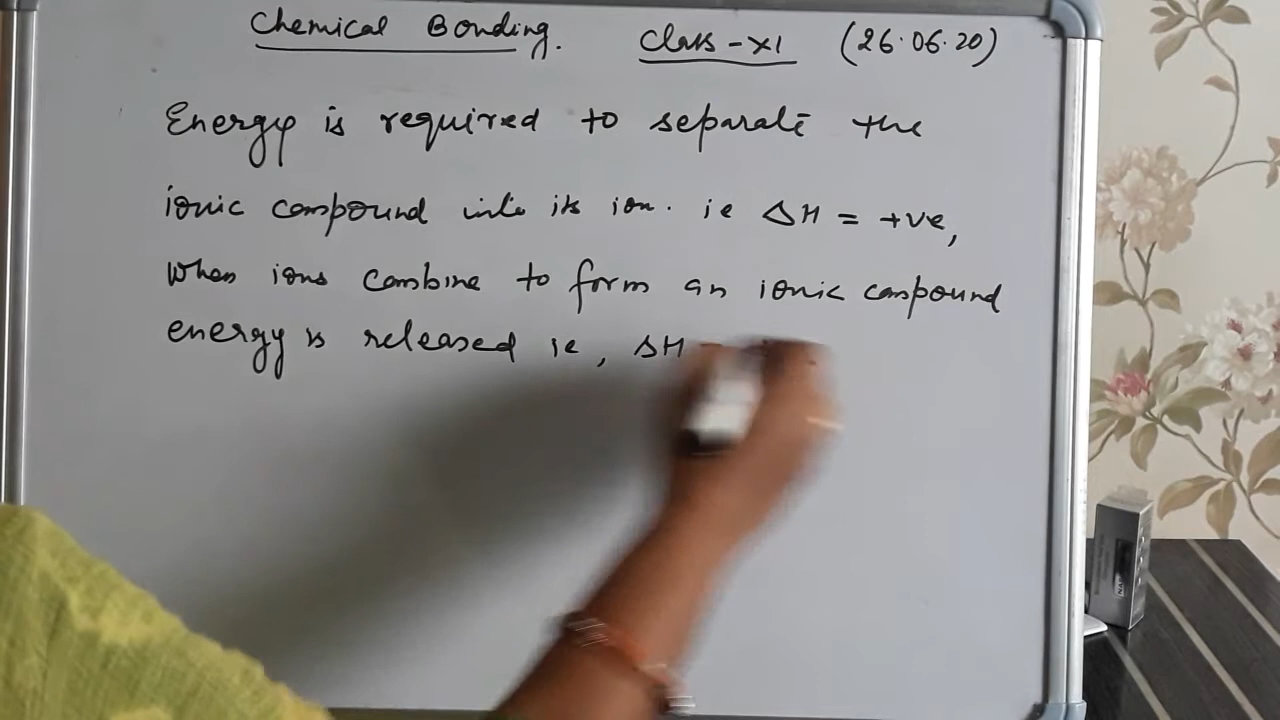 Chemical Bonding. Class-XI (26.06.20)
Energy is required to separate the
ionic compound into its ion. ie ΔH = +ve,
When ions combine to form an ionic compound
energy is released ie, ΔH =